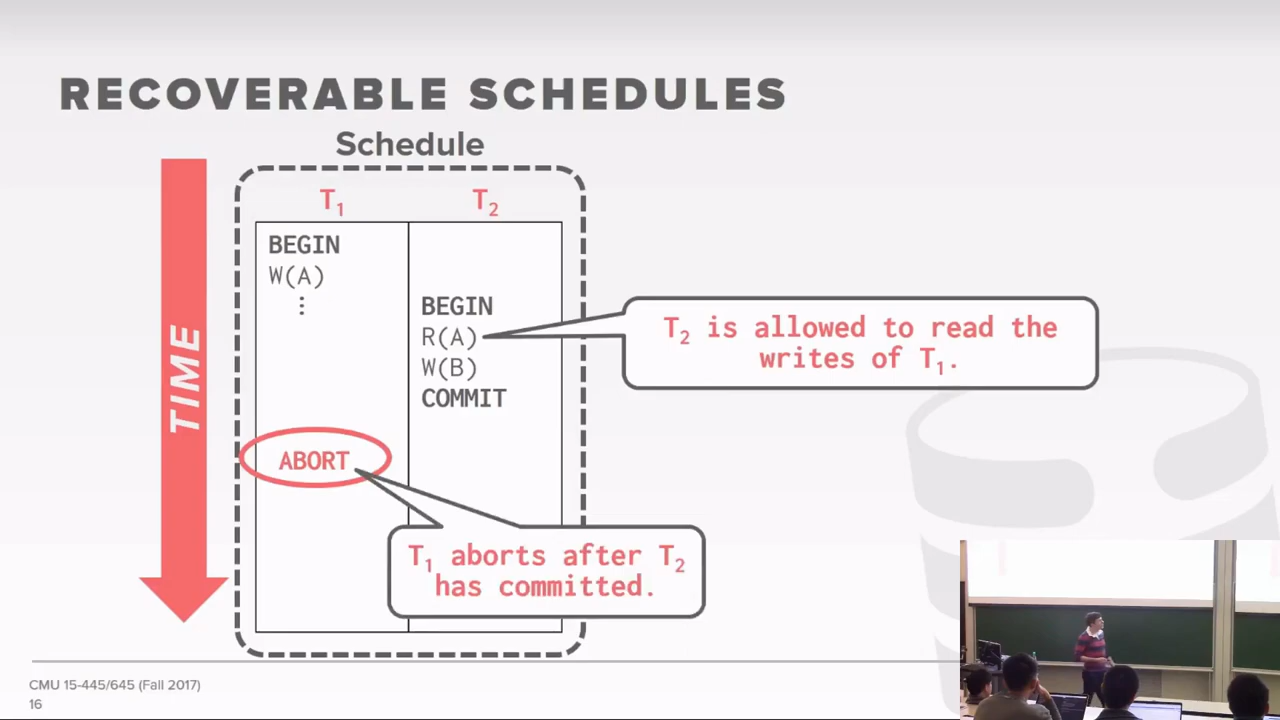 RECOVERABLE SCHEDULES
Schedule
TIME
T1
T2
BEGIN
W(A)
⋮
ABORT
BEGIN
R(A)
W(B)
COMMIT
T2 is allowed to read the
writes of T1.
T1 aborts after T2
has committed.
CMU 15-445/645 (Fall 2017)
16